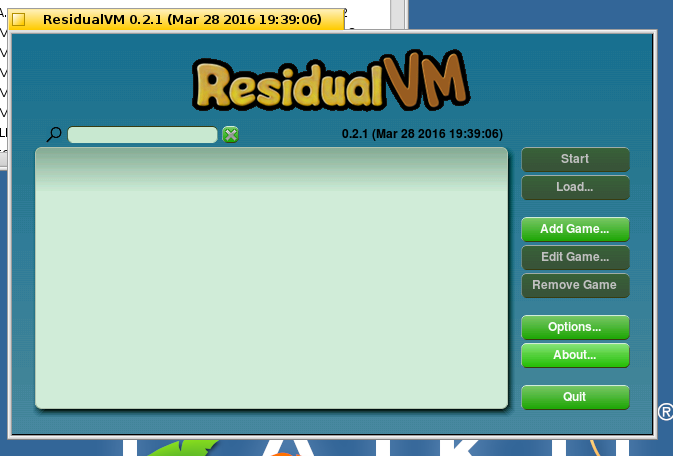 ResidualVM 0.2.1 (Mar 28 2016 19:39:06)
ResidualVM
0.2.1 (Mar 28 2016 19:39:06)
Start
Load...
Add Game...
Edit Game...
Remove Game
Options...
About...
Quit
®